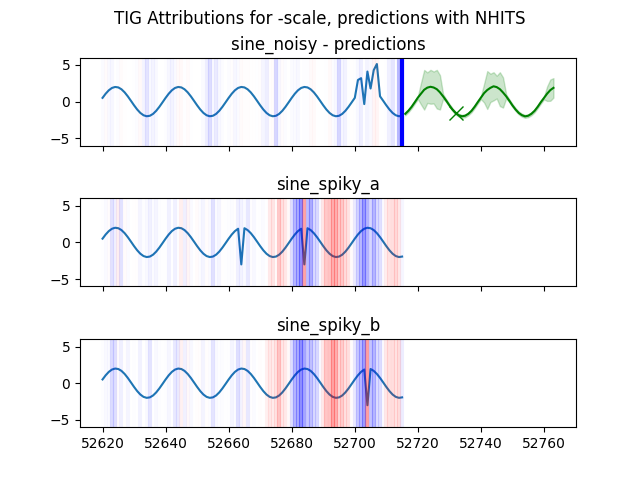 TIG Attributions for -scale, predictions with NHITS
sine_noisy - predictions
5
0
−5
sine_spiky_a
5
0
−5
sine_spiky_b
5
0
−5
52620 52640 52660 52680 52700 52720 52740 52760